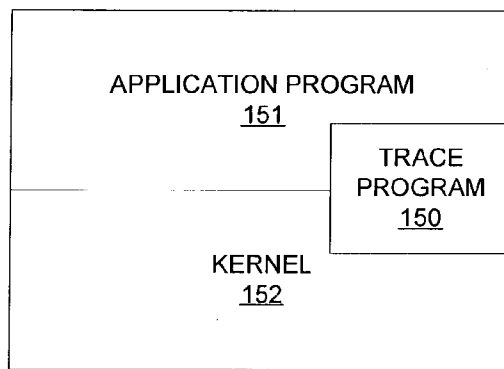 APPLICATION PROGRAM
151
TRACE
PROGRAM
150
KERNEL
152